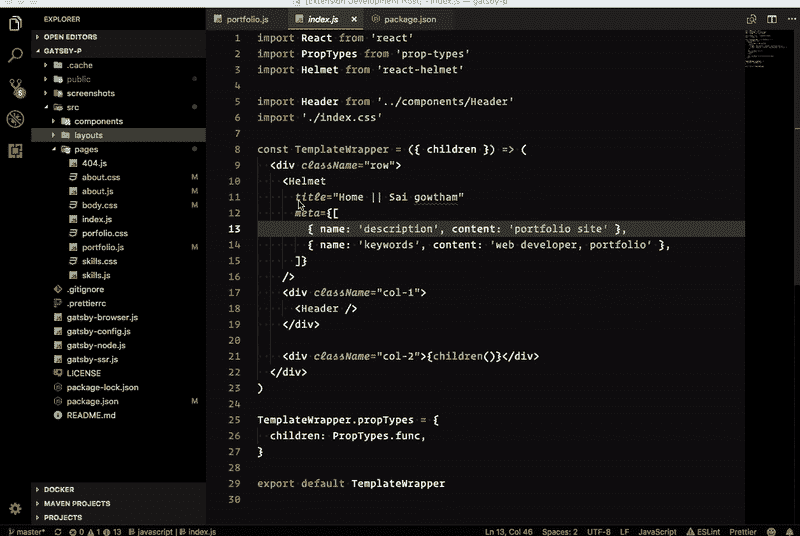 [Extension Development Host] - index.js - gatsby-p
EXPLORER
OPEN EDITORS
GATSBY-P
.cache
public
screenshots
src
components
layouts
pages
404.js
about.css M
about.js M
body.css M
index.js
porfolio.css
portfolio.js M
skills.css
skills.js
.gitignore
.prettierrc
gatsby-browser.js
gatsby-config.js
gatsby-node.js
gatsby-ssr.js
LICENSE
package-lock.json
package.json M
README.md
DOCKER
MAVEN PROJECTS
PROJECTS
portfolio.js index.js × package.json
1 import React from 'react'
2 import PropTypes from 'prop-types'
3 import Helmet from 'react-helmet'
4
5 import Header from '../components/Header'
6 import './index.css'
7
8 const TemplateWrapper = ({ children }) => (
9 <div className="row">
10 <Helmet
11 title="Home || Sai gowtham"
12 meta={[
13 { name: 'description', content: 'portfolio site' },
14 { name: 'keywords', content: 'web developer, portfolio' },
15 ]}
16 />
17 <div className="col-1">
18 <Header />
19 </div>
20
21 <div className="col-2">{children()}</div>
22 </div>
23 )
24
25 TemplateWrapper.propTypes = {
26 children: PropTypes.func,
27 }
28
29 export default TemplateWrapper
30
master* 0 1 13 javascript | index.js Ln 13, Col 46 Spaces: 2 UTF-8 LF JavaScript ESLint Prettier